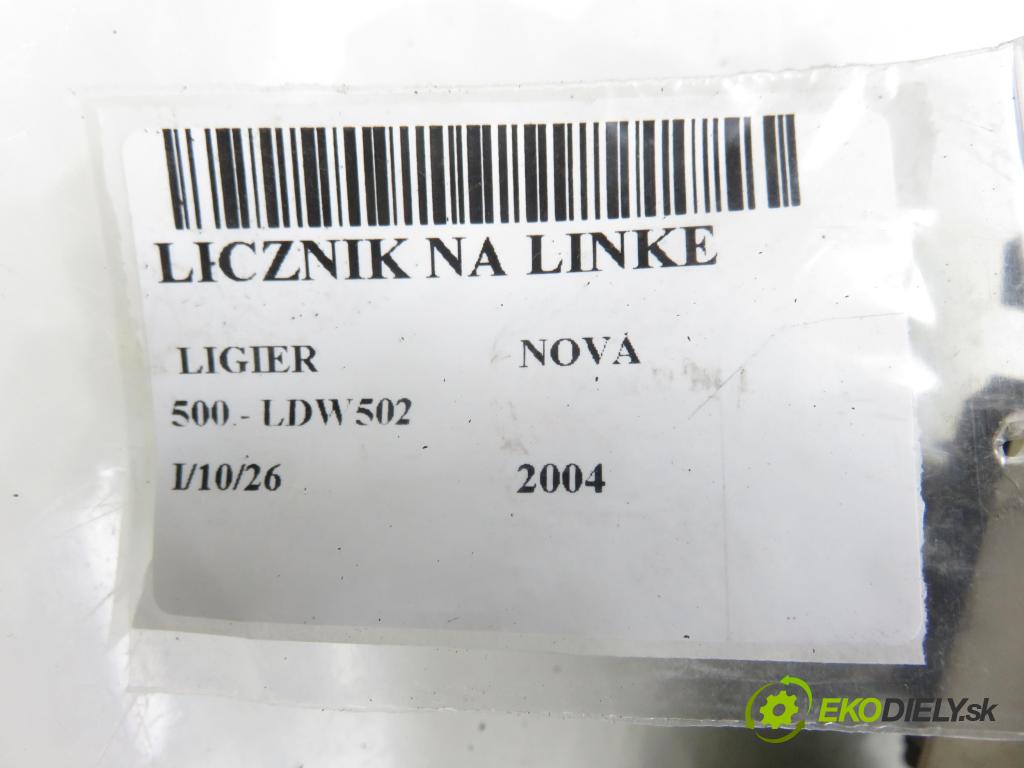 LICZNIK NA LINKE
LIGIER NOVA
500 - LDW502
I/10/26 2004
EKODIELY.sk